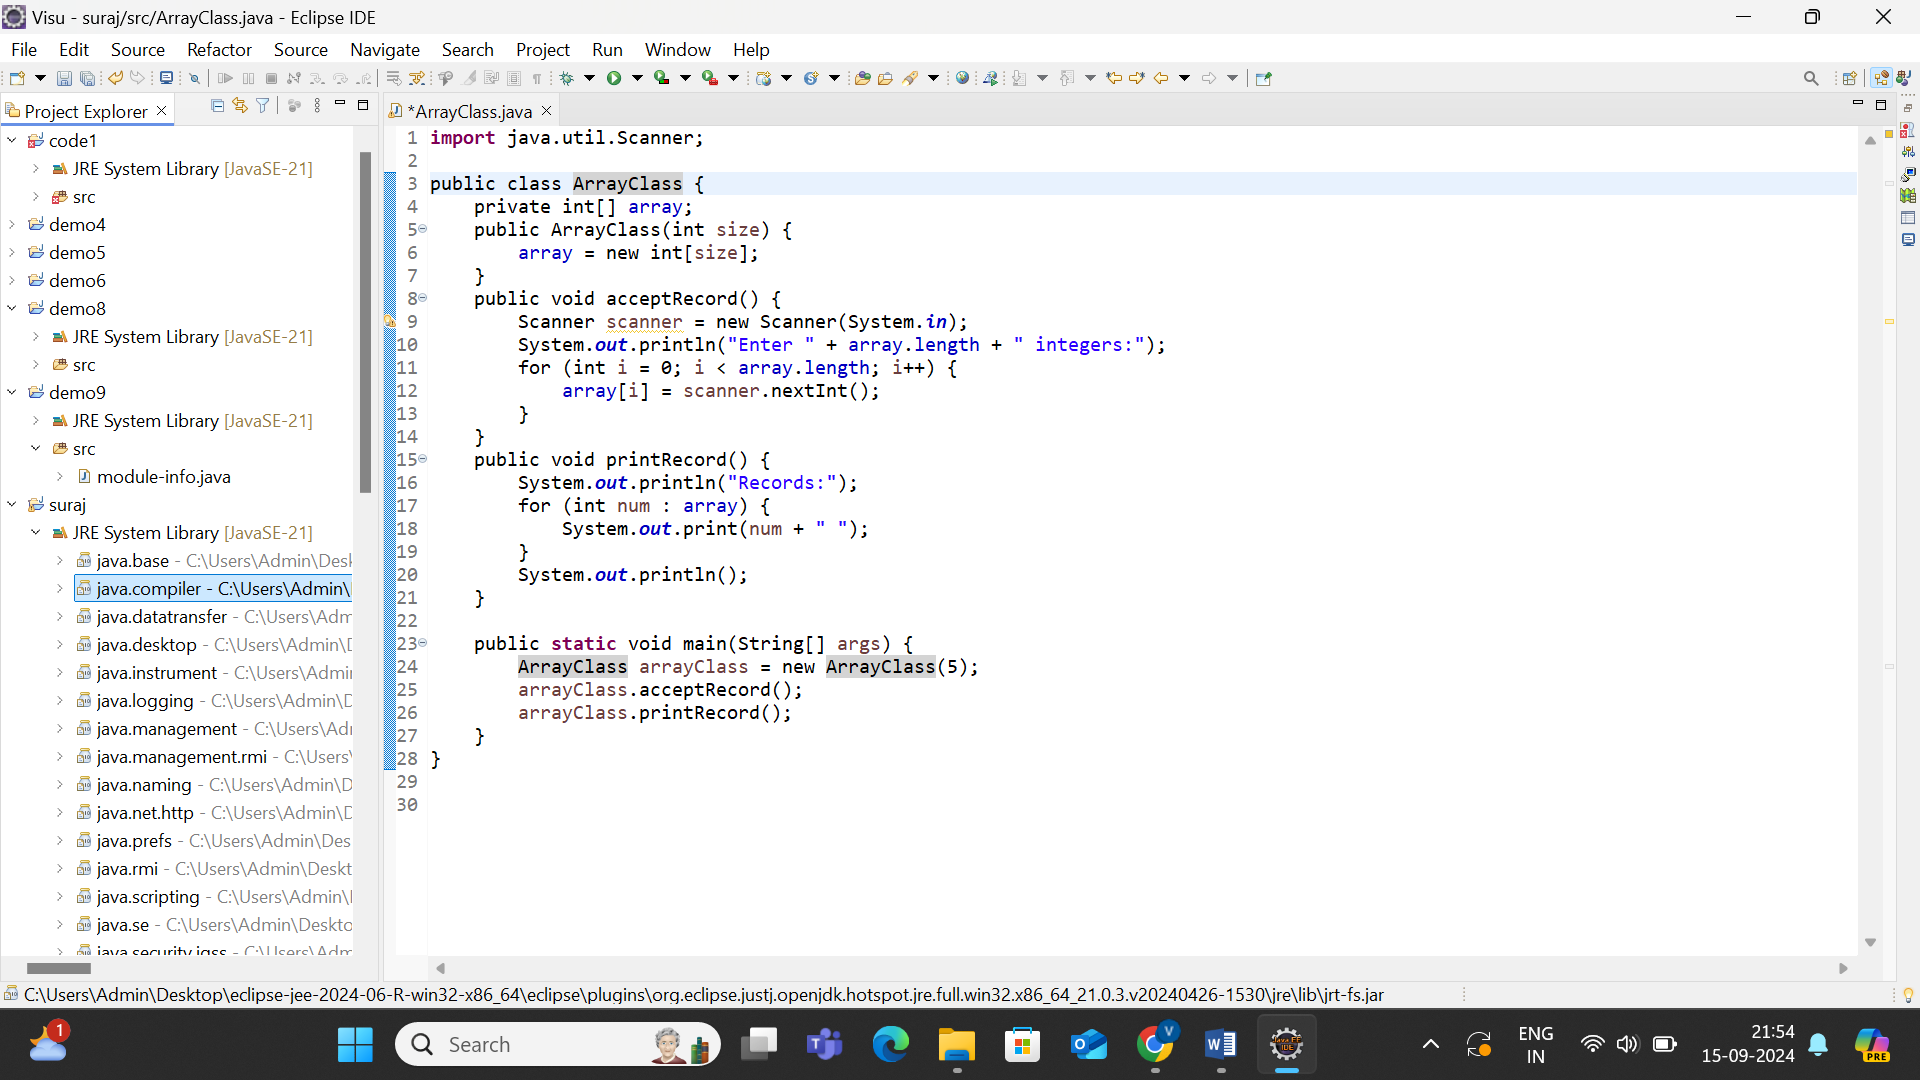 Visu - suraj/src/ArrayClass.java - Eclipse IDE
File Edit Source Refactor Source Navigate Search Project Run Window Help
Project Explorer
code1
JRE System Library [JavaSE-21]
src
demo4
demo5
demo6
demo8
JRE System Library [JavaSE-21]
src
demo9
JRE System Library [JavaSE-21]
src
module-info.java
suraj
JRE System Library [JavaSE-21]
java.base - C:\Users\Admin\Desk
java.compiler - C:\Users\Admin\
java.datatransfer - C:\Users\Adm
java.desktop - C:\Users\Admin\D
java.instrument - C:\Users\Admi
java.logging - C:\Users\Admin\D
java.management - C:\Users\Adm
java.management.rmi - C:\Users\
java.naming - C:\Users\Admin\D
java.net.http - C:\Users\Admin\D
java.prefs - C:\Users\Admin\Des
java.rmi - C:\Users\Admin\Deskt
java.scripting - C:\Users\Admin\
java.se - C:\Users\Admin\Deskto
java.security.jgss - C:\Users\Adm
*ArrayClass.java
1 import java.util.Scanner;
2
3 public class ArrayClass {
4 private int[] array;
5 public ArrayClass(int size) {
6 array = new int[size];
7 }
8 public void acceptRecord() {
9 Scanner scanner = new Scanner(System.in);
10 System.out.println("Enter " + array.length + " integers:");
11 for (int i = 0; i < array.length; i++) {
12 array[i] = scanner.nextInt();
13 }
14 }
15 public void printRecord() {
16 System.out.println("Records:");
17 for (int num : array) {
18 System.out.print(num + " ");
19 }
20 System.out.println();
21 }
22
23 public static void main(String[] args) {
24 ArrayClass arrayClass = new ArrayClass(5);
25 arrayClass.acceptRecord();
26 arrayClass.printRecord();
27 }
28 }
29
30
C:\Users\Admin\Desktop\eclipse-jee-2024-06-R-win32-x86_64\eclipse\plugins\org.eclipse.justj.openjdk.hotspot.jre.full.win32.x86_64_21.0.3.v20240426-1530\jre\lib\jrt-fs.jar
1
Search
V
Java EE
IDE
ENG
IN
21:54
15-09-2024
PRE